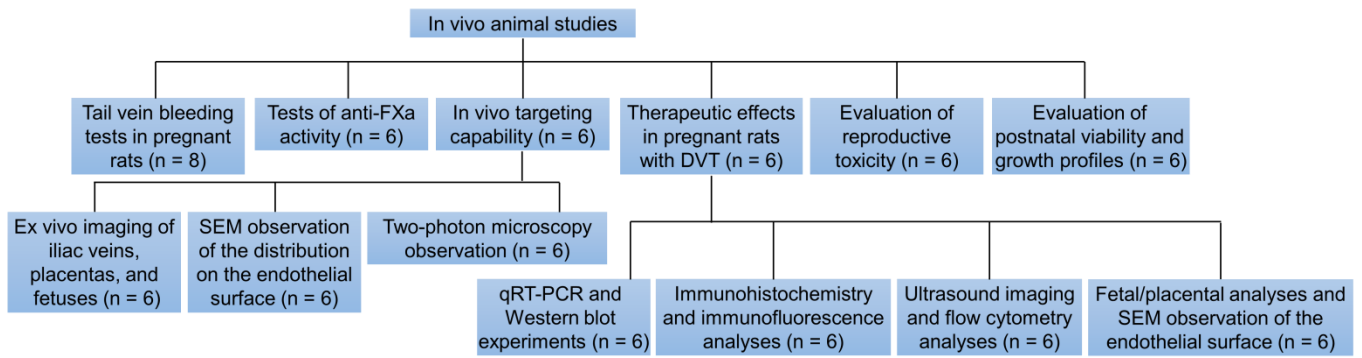 In vivo animal studies
Tail vein bleeding
tests in pregnant
rats (n = 8)
Tests of anti-FXa
activity (n = 6)
In vivo targeting
capability (n = 6)
Therapeutic effects
in pregnant rats
with DVT (n = 6)
Evaluation of
reproductive
toxicity (n = 6)
Evaluation of
postnatal viability and
growth profiles (n = 6)
Ex vivo imaging of
iliac veins,
placentas, and
fetuses (n = 6)
SEM observation
of the distribution
on the endothelial
surface (n = 6)
Two-photon microscopy
observation (n = 6)
qRT-PCR and
Western blot
experiments (n = 6)
Immunohistochemistry
and immunofluorescence
analyses (n = 6)
Ultrasound imaging
and flow cytometry
analyses (n = 6)
Fetal/placental analyses and
SEM observation of the
endothelial surface (n = 6)